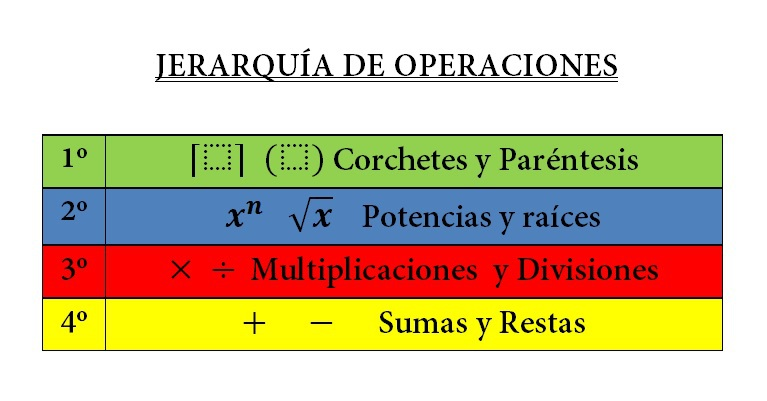 JERARQUÍA DE OPERACIONES
1º ⌈⬚⌉ (⬚) Corchetes y Paréntesis
2º xⁿ √x Potencias y raíces
3º × ÷ Multiplicaciones y Divisiones
4º + − Sumas y Restas